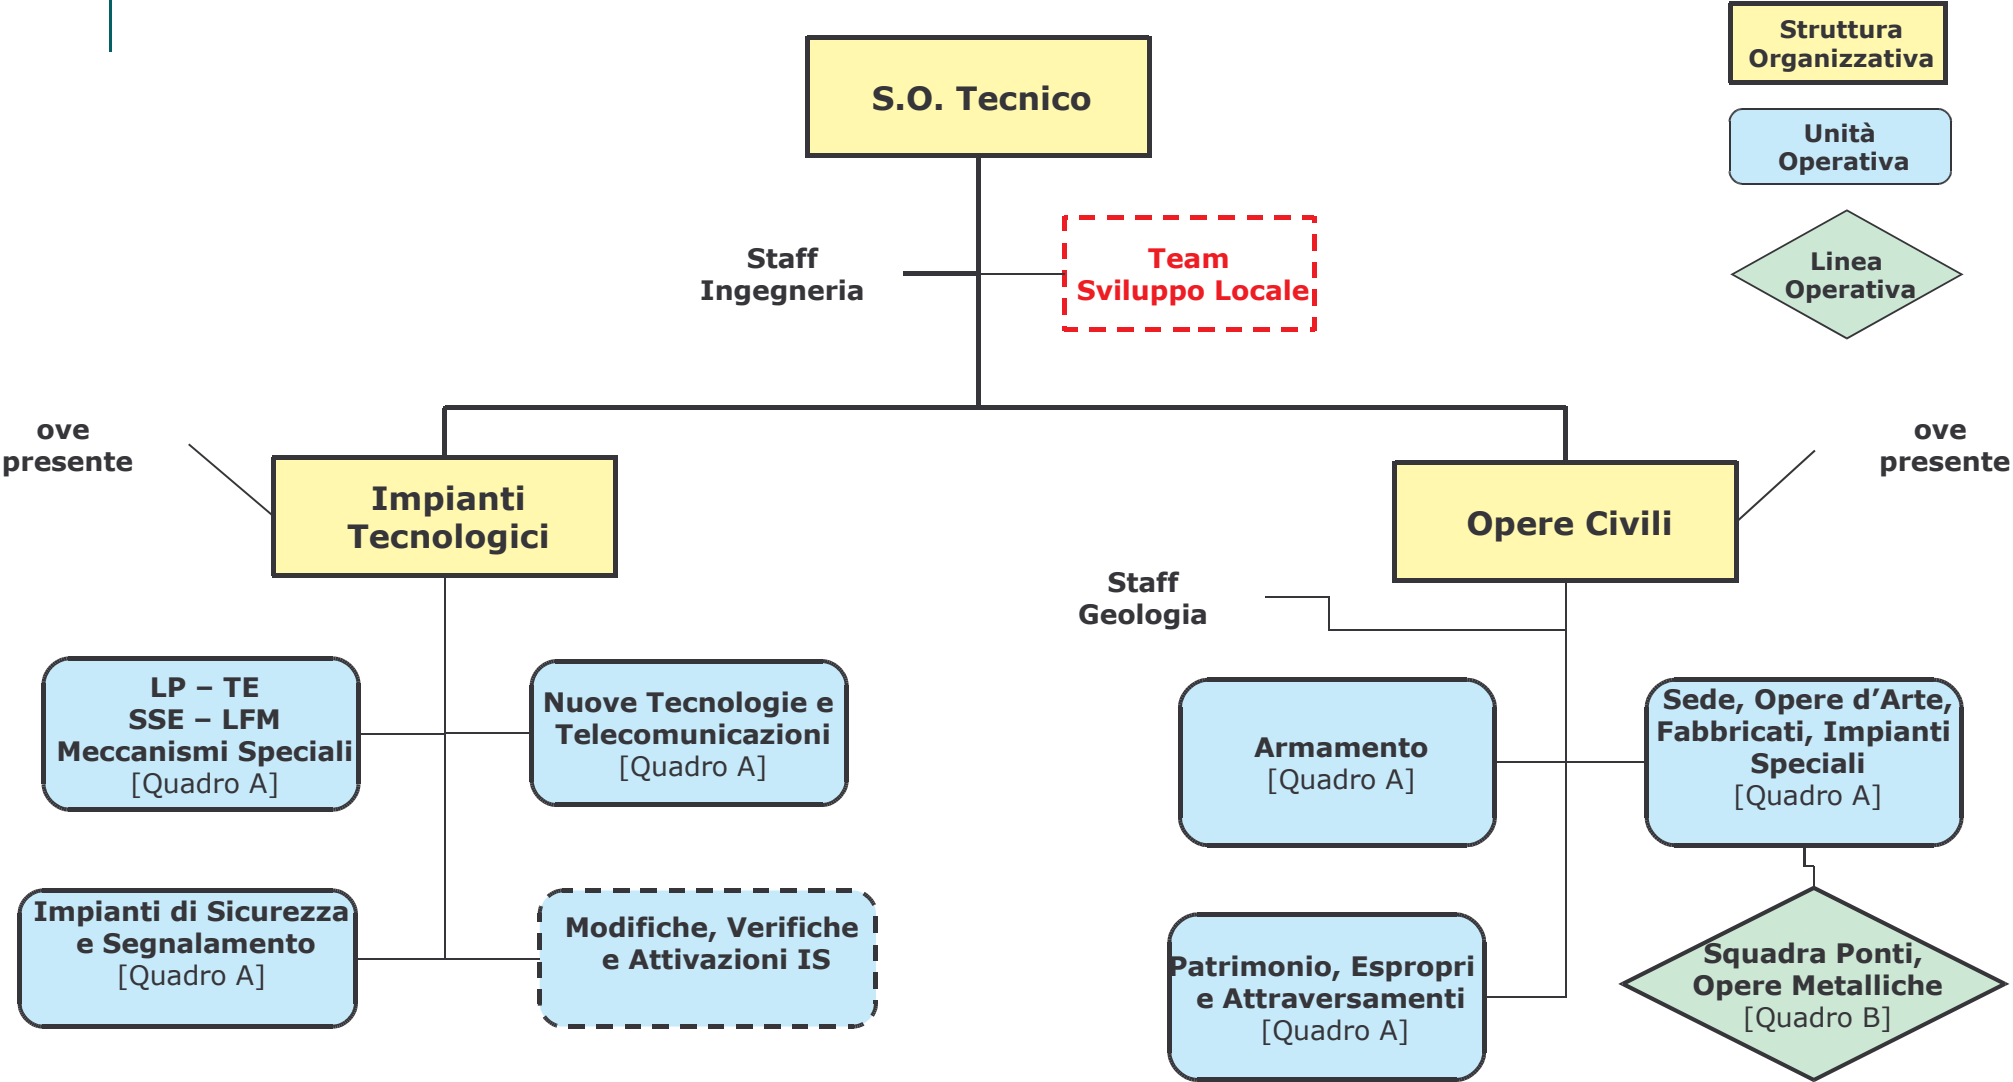 S.O. Tecnico
Struttura
Organizzativa
Unità
Operativa
Linea
Operativa
Staff
Ingegneria
Team
Sviluppo Locale
ove
presente
Impianti
Tecnologici
Opere Civili
ove
presente
Staff
Geologia
LP – TE
SSE – LFM
Meccanismi Speciali
[Quadro A]
Nuove Tecnologie e
Telecomunicazioni
[Quadro A]
Armamento
[Quadro A]
Sede, Opere d’Arte,
Fabbricati, Impianti
Speciali
[Quadro A]
Impianti di Sicurezza
e Segnalamento
[Quadro A]
Modifiche, Verifiche
e Attivazioni IS
Patrimonio, Espropri
e Attraversamenti
[Quadro A]
Squadra Ponti,
Opere Metalliche
[Quadro B]